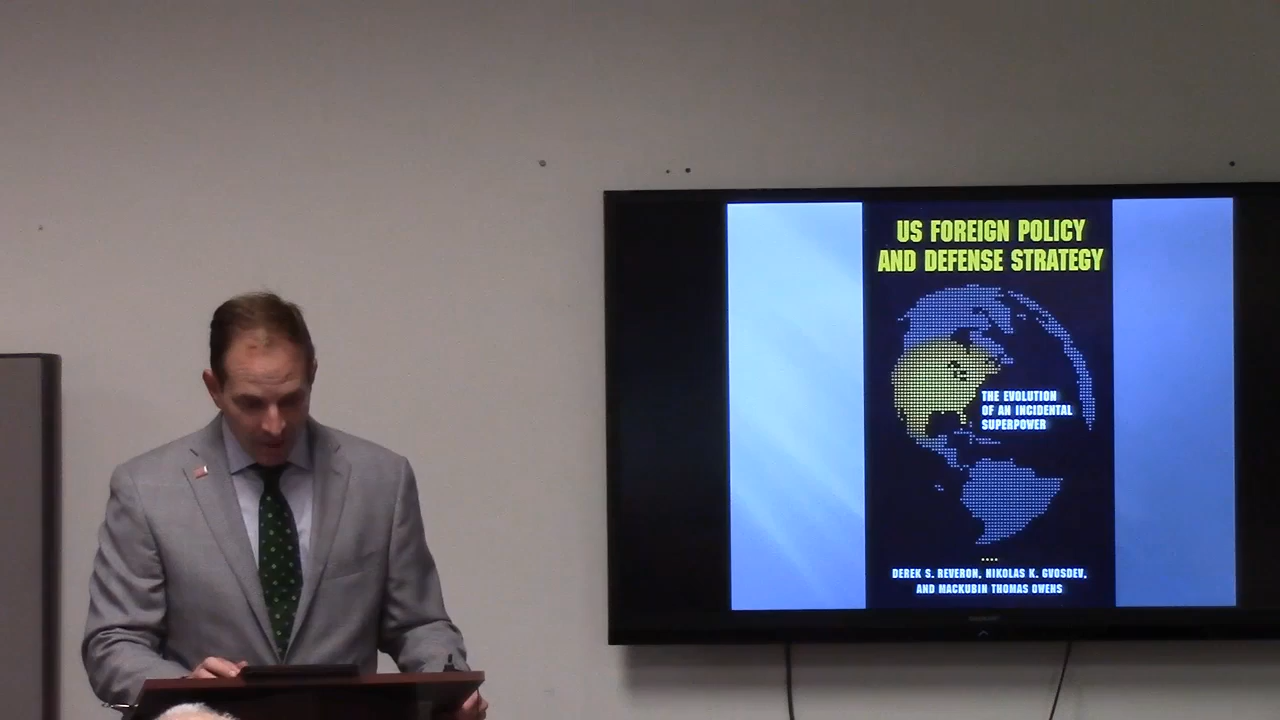 US FOREIGN POLICY
AND DEFENSE STRATEGY
THE EVOLUTION
OF AN INCIDENTAL
SUPERPOWER
DEREK S. REVERON, NIKOLAS K. GVOSDEV,
AND MACKUBIN THOMAS OWENS